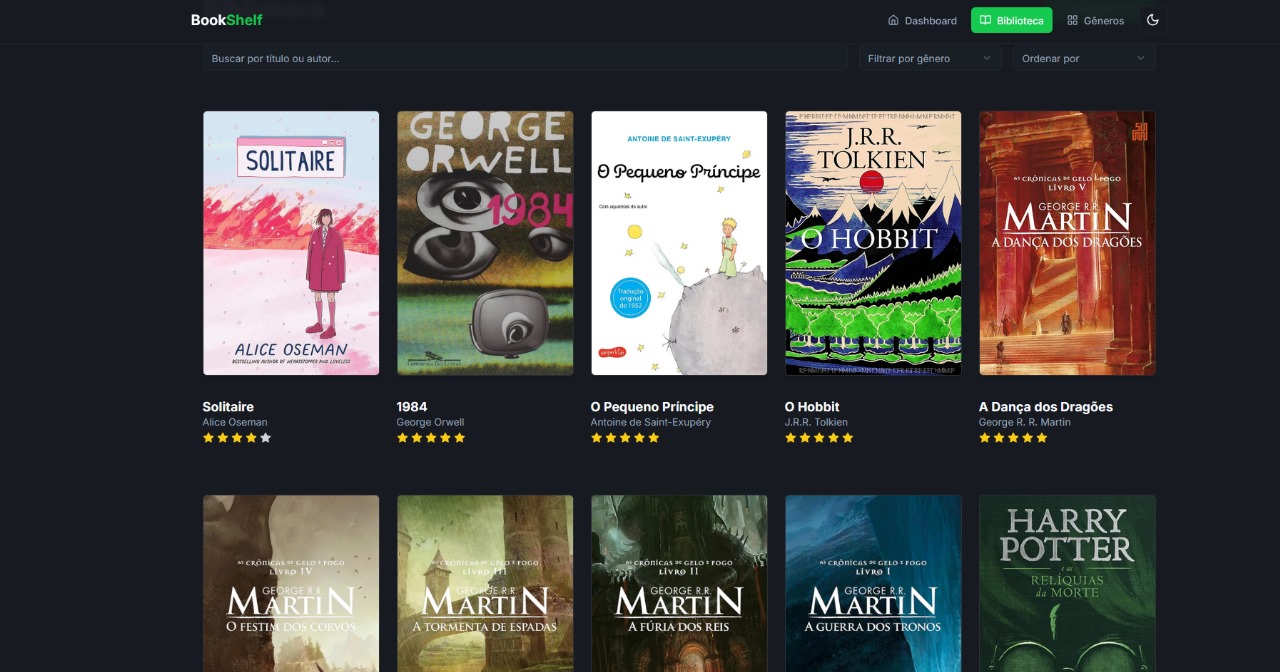 BookShelf
Dashboard
Biblioteca
Gêneros
Buscar por título ou autor...
Filtrar por gênero
Ordenar por
SOLITAIRE
ALICE OSEMAN
BESTSELLING AUTHOR OF HEARTSTOPPER AND LOVELESS
GEORGE
ORWELL
1984
ANTOINE DE SAINT-EXUPÉRY
O Pequeno Príncipe
Com aquarelas do autor
Tradução
original
de 1952
J.R.R.
TOLKIEN
O HOBBIT
AS CRÔNICAS DE GELO E FOGO
LIVRO V
GEORGE R.R.
MARTIN
A DANÇA DOS DRAGÕES
Solitaire
Alice Oseman
1984
George Orwell
O Pequeno Príncipe
Antoine de Saint-Exupéry
O Hobbit
J.R.R. Tolkien
A Dança dos Dragões
George R. R. Martin
AS CRÔNICAS DE GELO E FOGO
LIVRO IV
GEORGE R.R.
MARTIN
O FESTIM DOS CORVOS
AS CRÔNICAS DE GELO E FOGO
LIVRO III
GEORGE R.R.
MARTIN
A TORMENTA DE ESPADAS
AS CRÔNICAS DE GELO E FOGO
LIVRO II
GEORGE R.R.
MARTIN
A FÚRIA DOS REIS
AS CRÔNICAS DE GELO E FOGO
LIVRO I
GEORGE R.R.
MARTIN
A GUERRA DOS TRONOS
HARRY
POTTER
e as
RELÍQUIAS
da MORTE